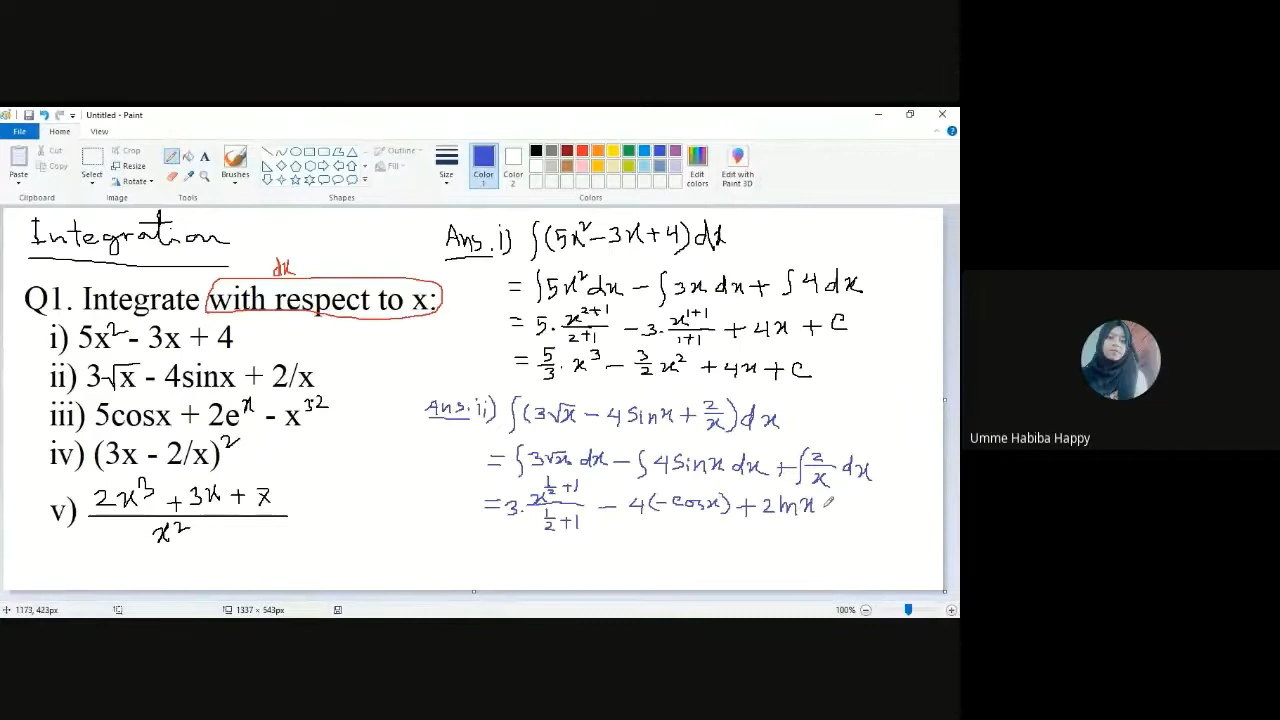 Untitled - Paint
File Home View
Paste Cut Copy
Select Crop Resize Rotate
Brushes
Outline Fill
Size
Color 1
Color 2
Edit colors
Edit with Paint 3D
Clipboard Image Tools Shapes Colors
Integration
dx
Q1. Integrate with respect to x:
i) 5x² - 3x + 4
ii) 3√x - 4sinx + 2/x
iii) 5cosx + 2eˣ - x³²
iv) (3x - 2/x)²
v) (2x³ + 3x + 7)/x²
Ans. i) ∫(5x² - 3x + 4)dx
= ∫5x²dx - ∫3x dx + ∫4 dx
= 5. x^(2+1)/(2+1) - 3. x^(1+1)/(1+1) + 4x + C
= 5/3 . x³ - 3/2 x² + 4x + C
Ans. ii) ∫(3√x - 4 sinx + 2/x)dx
= ∫3√x dx - ∫4 sinx dx + ∫2/x dx
= 3. x^(1/2+1)/(1/2+1) - 4(-cosx) + 2lnx
1173, 423px
1337 × 543px
100%
Umme Habiba Happy